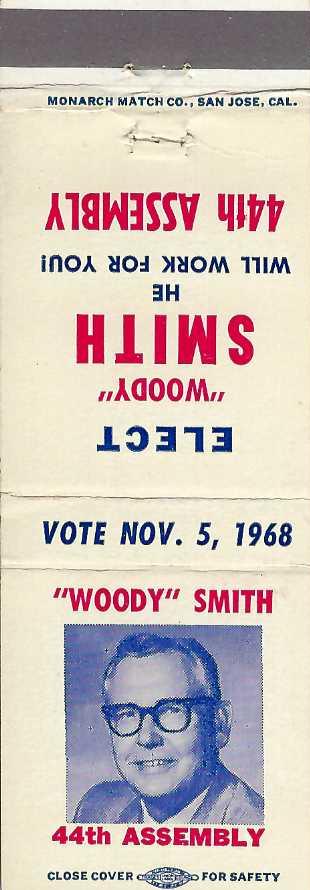 MONARCH MATCH CO., SAN JOSE, CAL.
ELECT
"WOODY"
SMITH
HE
WILL WORK FOR YOU!
44th ASSEMBLY
VOTE NOV. 5, 1968
"WOODY" SMITH
44th ASSEMBLY
CLOSE COVER FOR SAFETY